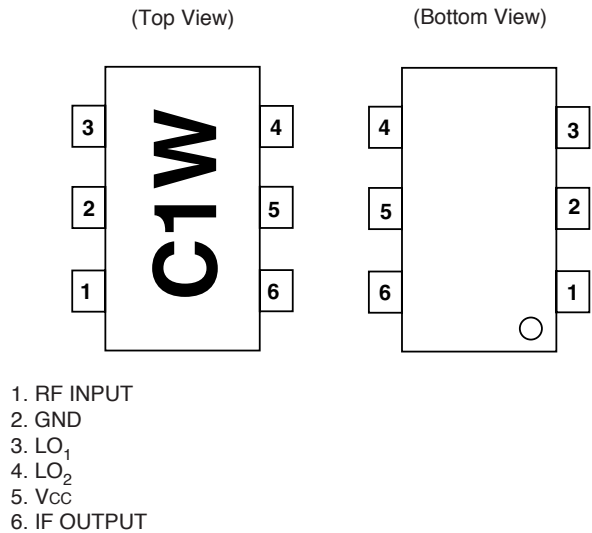 (Top View) (Bottom View)
3 4 4 3
C1W
2 5 5 2
1 6 6 1
1. RF INPUT
2. GND
3. LO1
4. LO2
5. VCC
6. IF OUTPUT